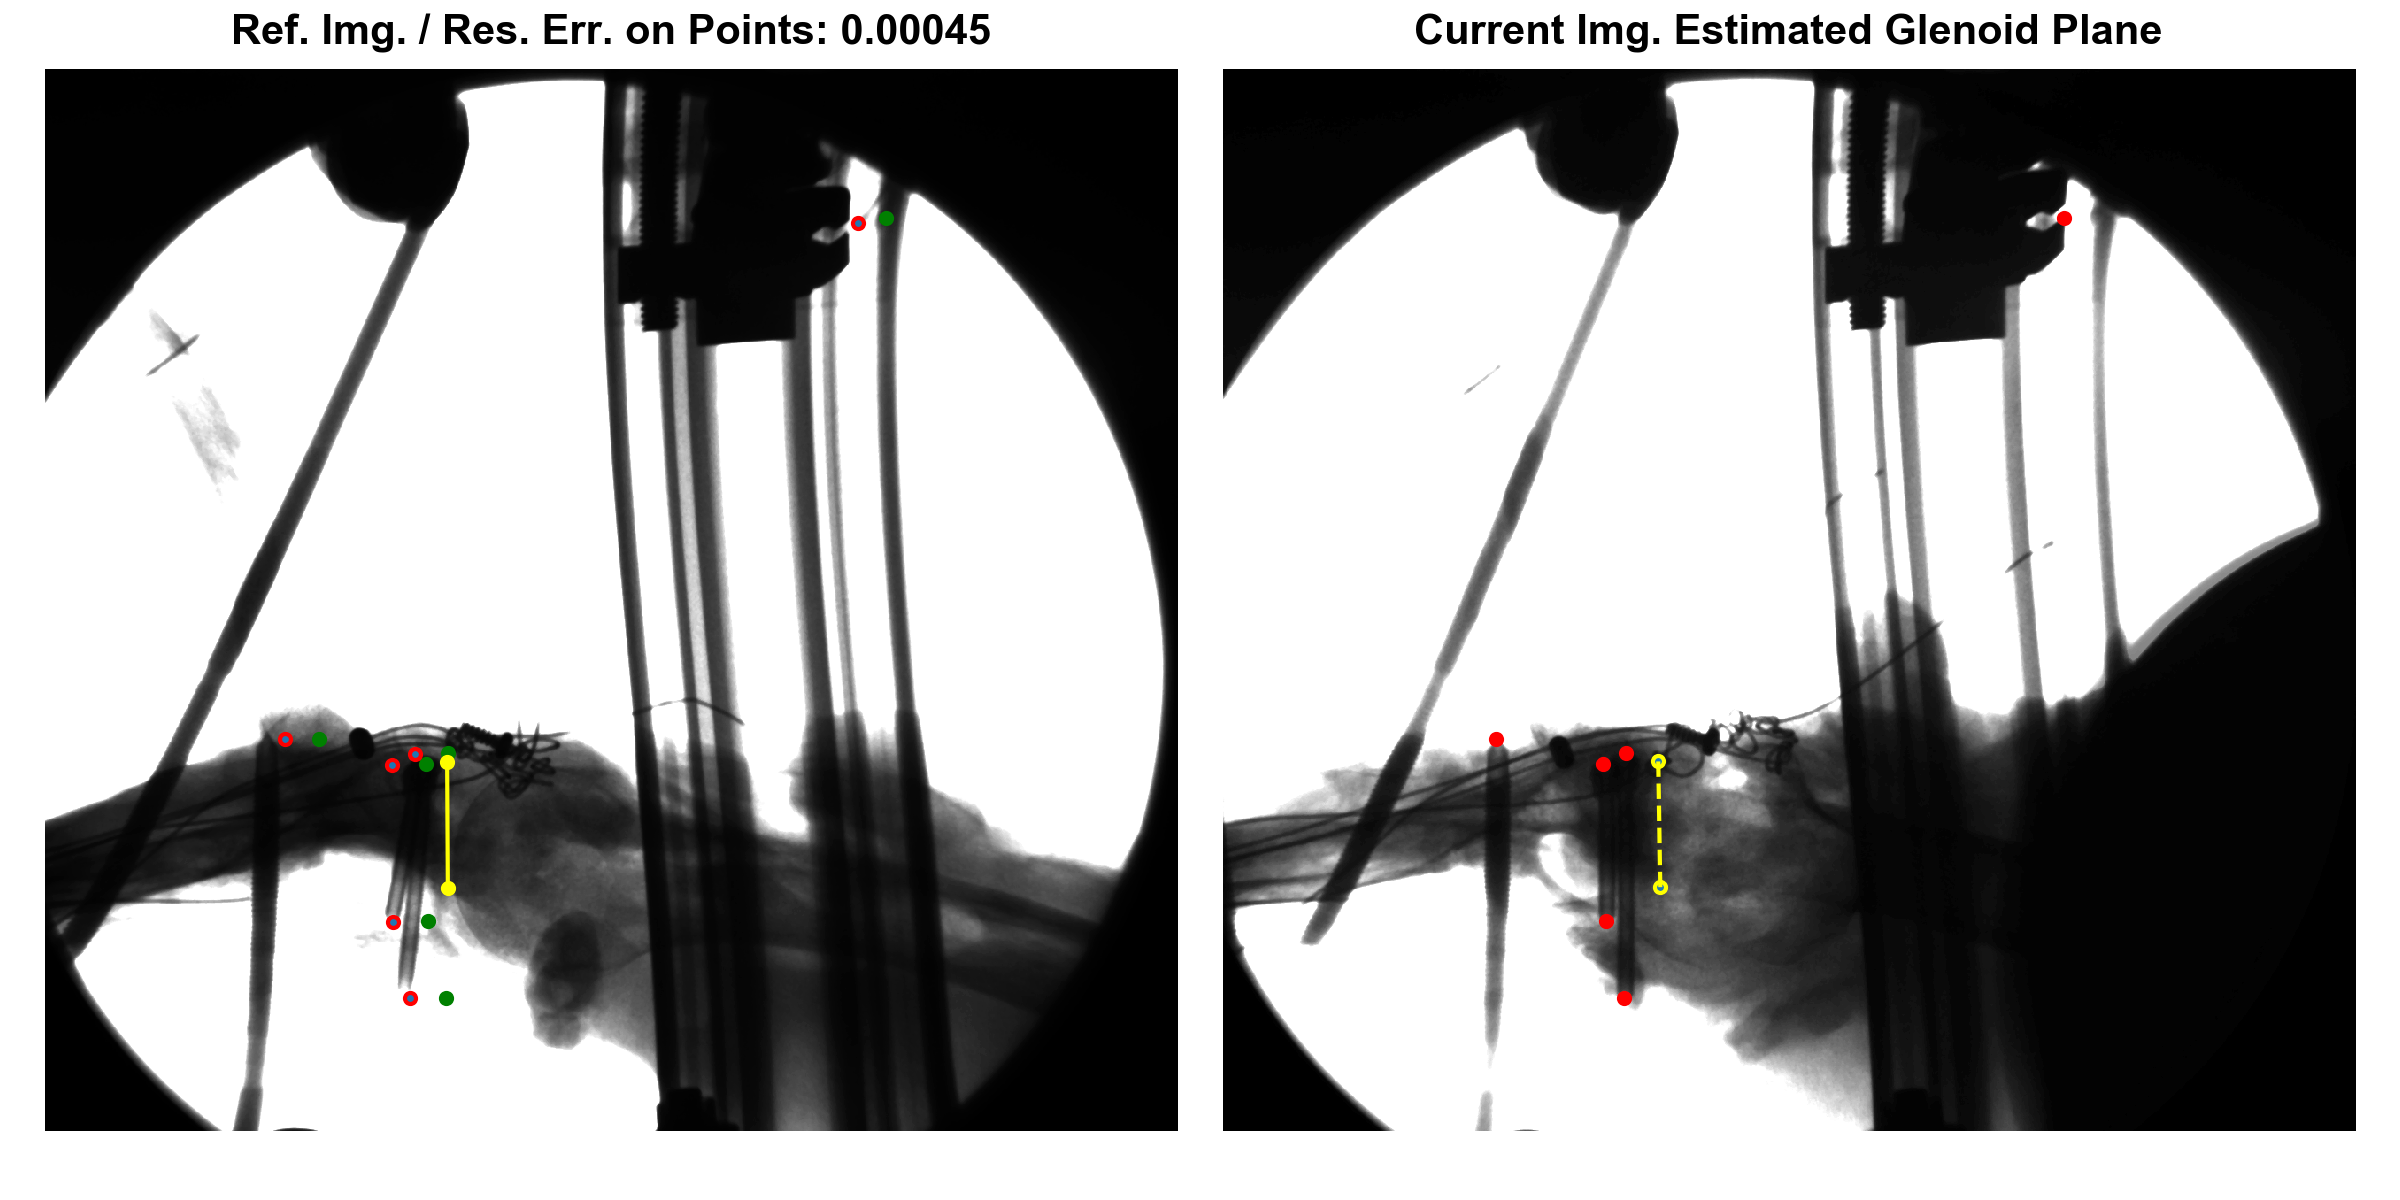 Ref. Img. / Res. Err. on Points: 0.00045
Current Img. Estimated Glenoid Plane